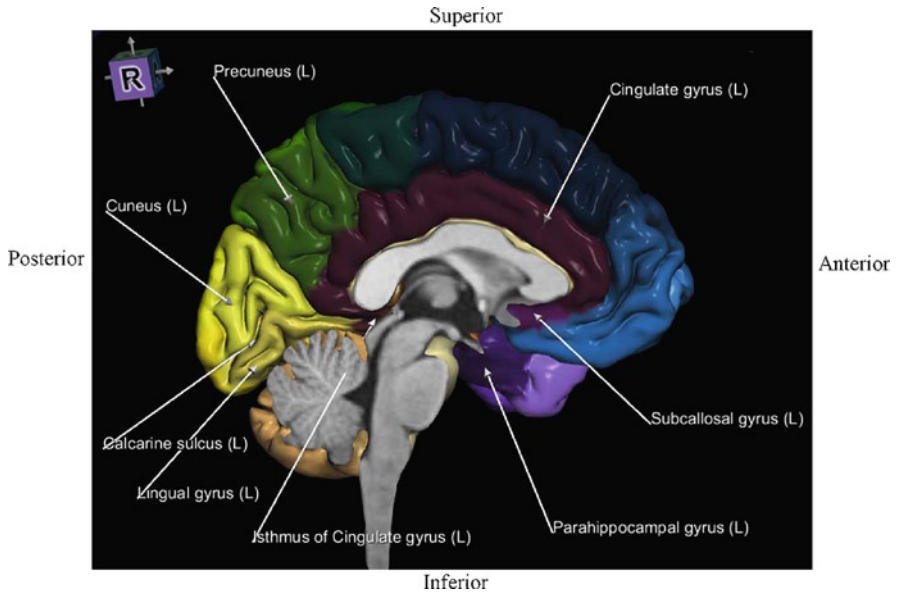 Superior
R
Precuneus (L)
Cingulate gyrus (L)
Cuneus (L)
Posterior
Anterior
Subcallosal gyrus (L)
Calcarine sulcus (L)
Lingual gyrus (L)
Parahippocampal gyrus (L)
Isthmus of Cingulate gyrus (L)
Inferior